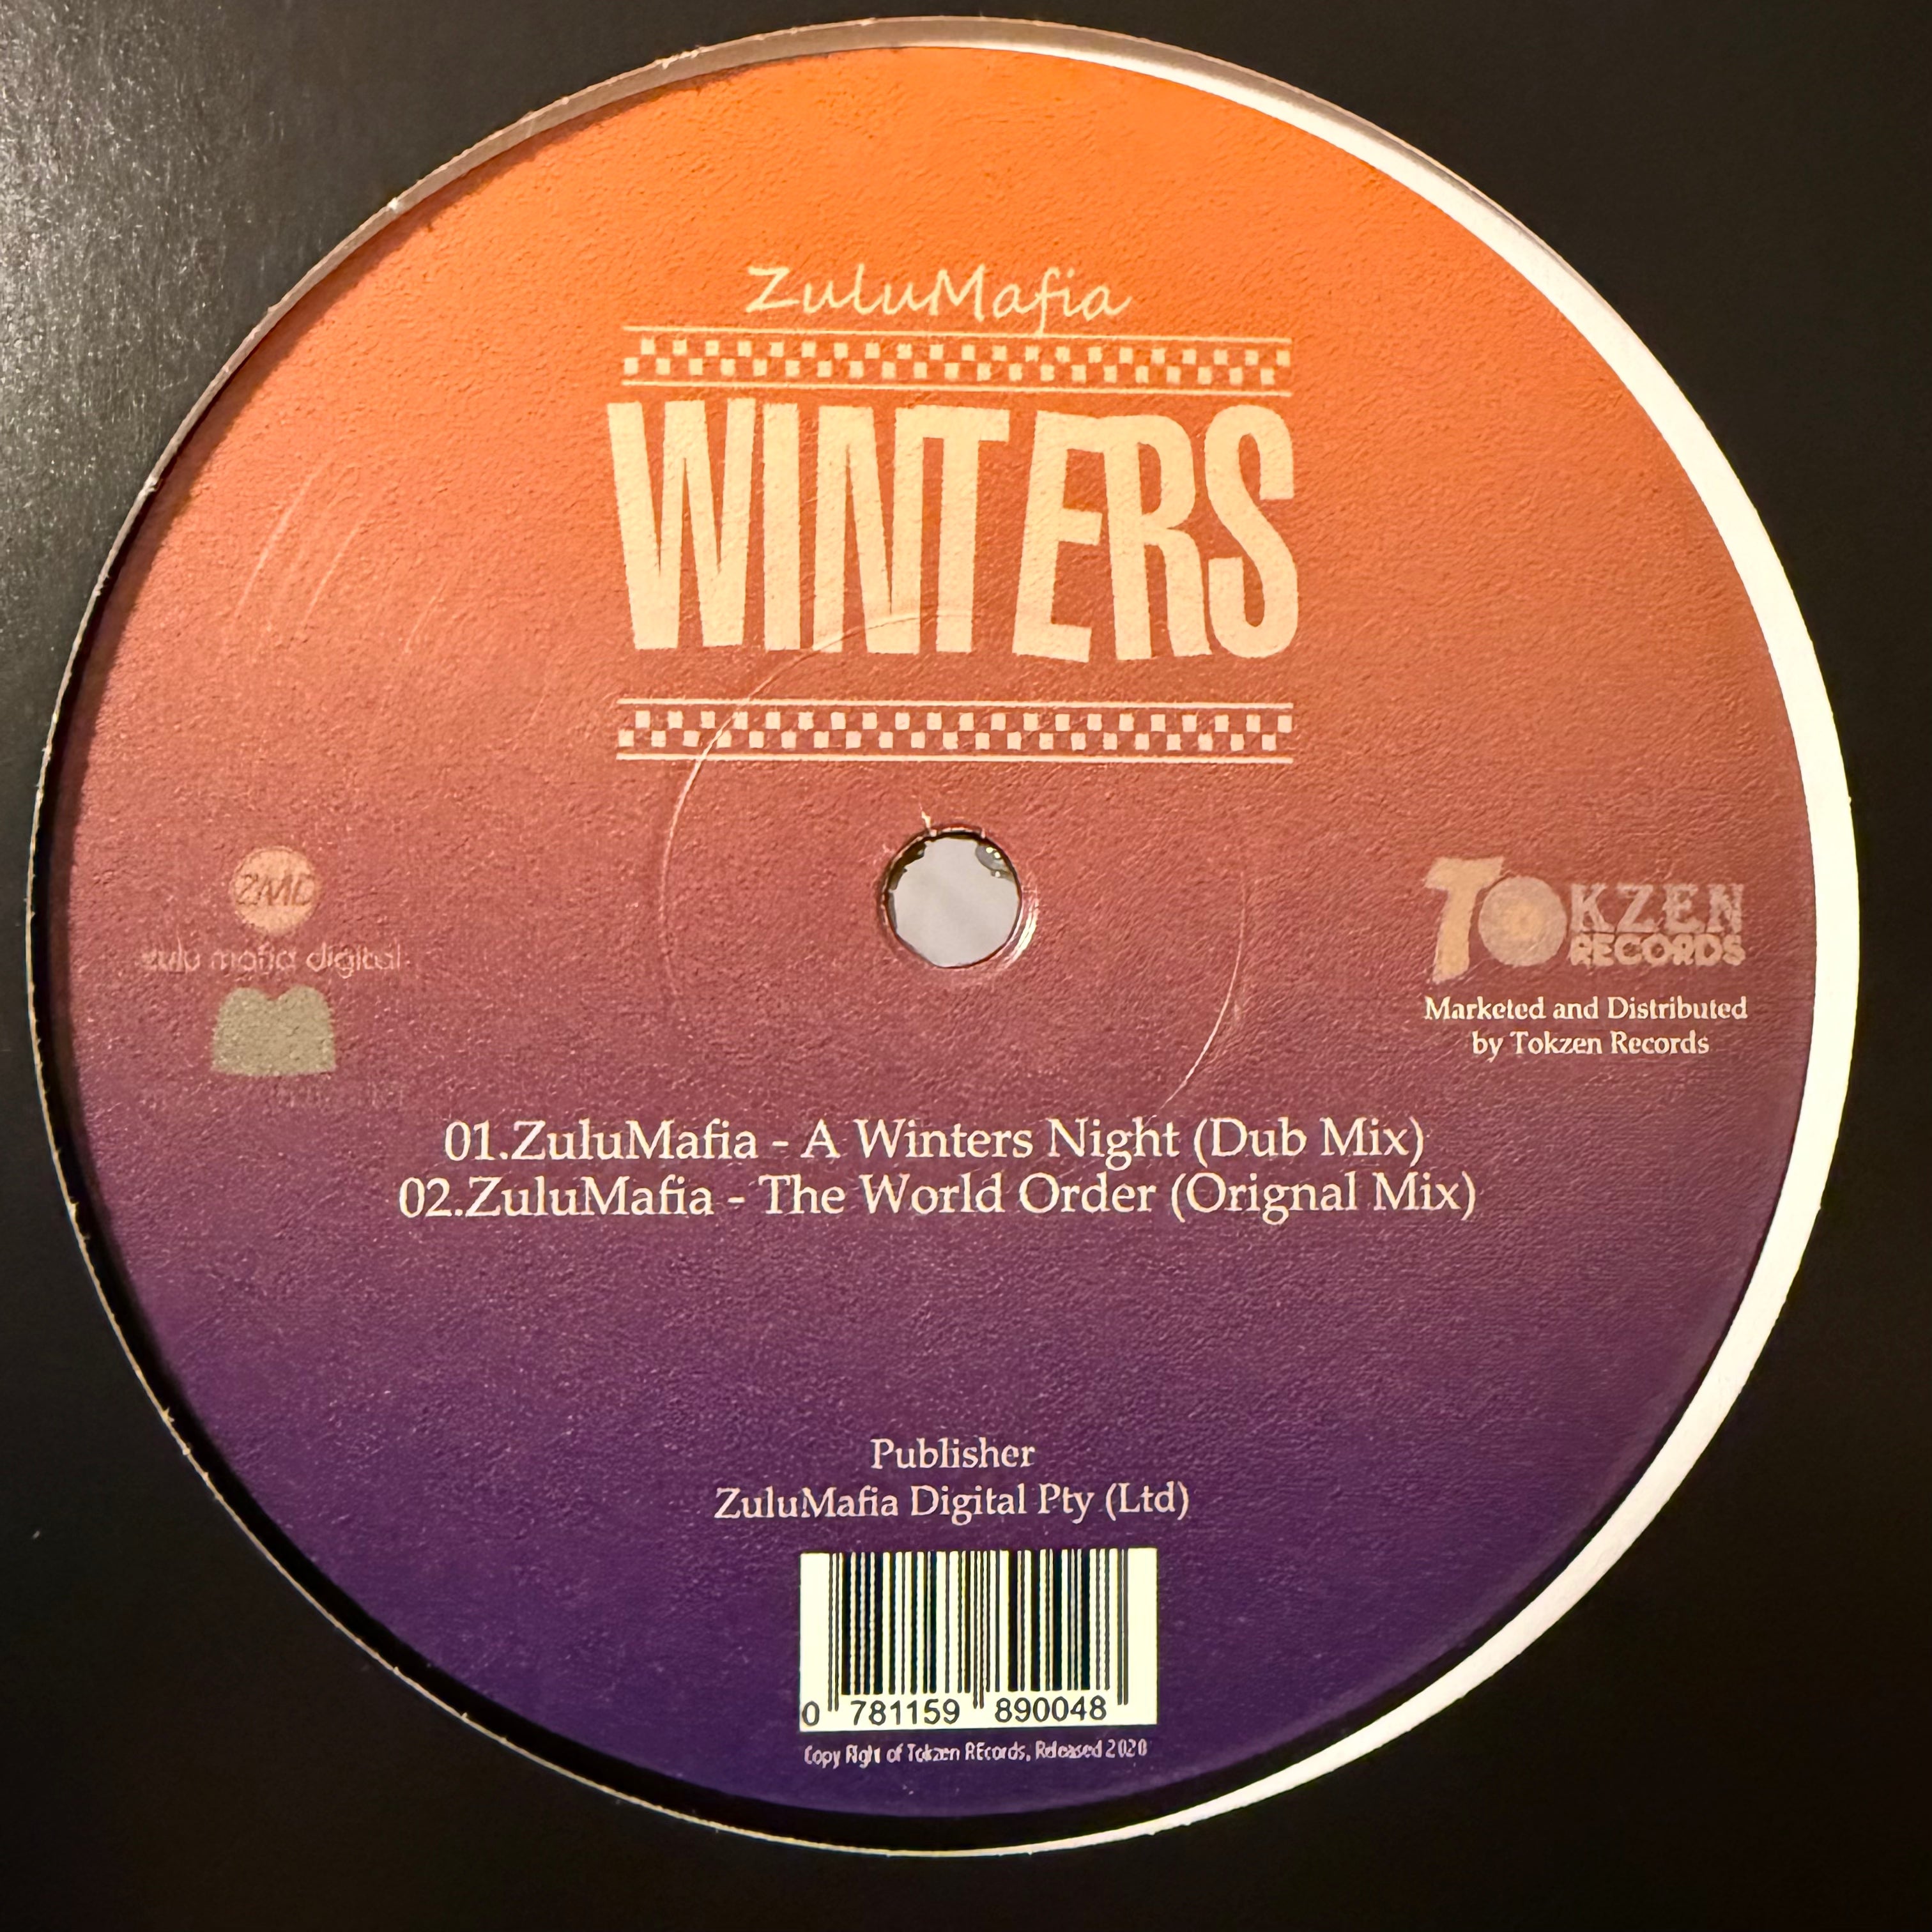 ZuluMafia
WINTERS
ZMD
zulu mafia digital
TOKZEN
RECORDS
Marketed and Distributed
by Tokzen Records
01.ZuluMafia - A Winters Night (Dub Mix)
02.ZuluMafia - The World Order (Orignal Mix)
Publisher
ZuluMafia Digital Pty (Ltd)
0 781159 890048
Copy Right of Tokzen REcords, Released 2020